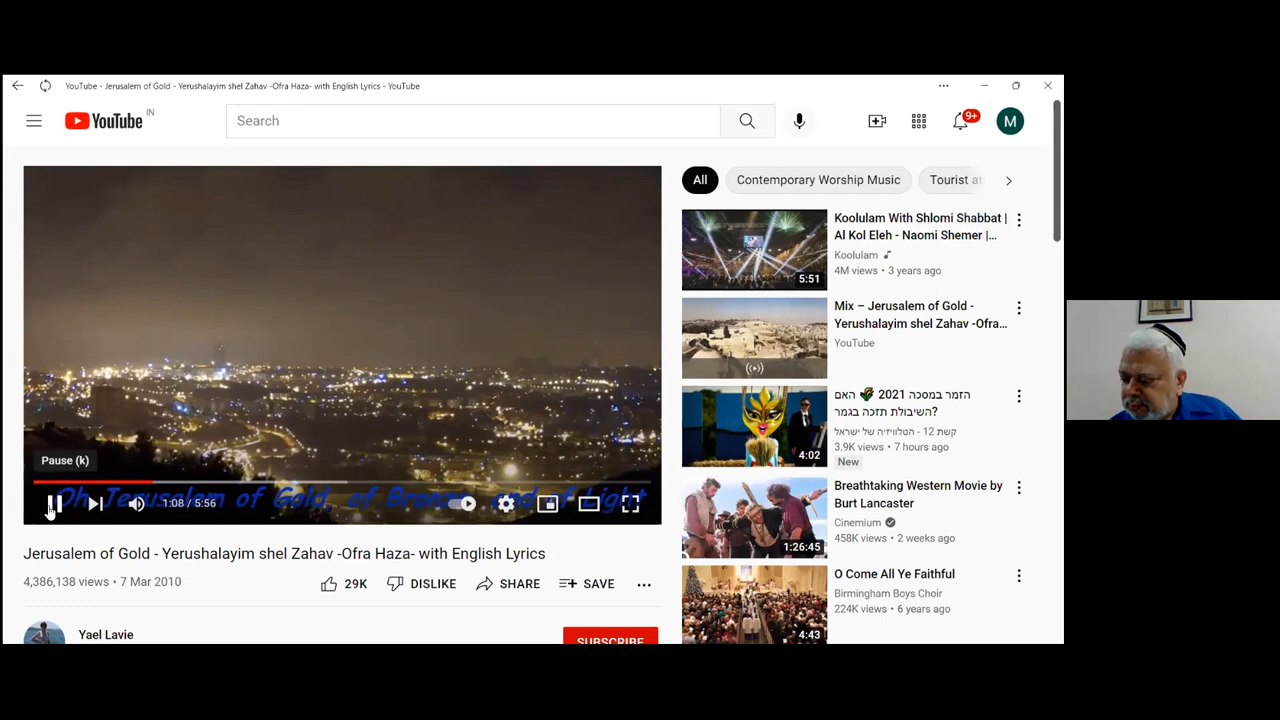 YouTube - Jerusalem of Gold - Yerushalayim shel Zahav -Ofra Haza- with English Lyrics - YouTube
YouTube IN
Search
9+
M
Pause (k)
Oh Jerusalem of Gold, of Bronze, and of Light
1:08 / 5:56
Jerusalem of Gold - Yerushalayim shel Zahav -Ofra Haza- with English Lyrics
4,386,138 views • 7 Mar 2010
29K DISLIKE SHARE SAVE
Yael Lavie
SUBSCRIBE
All Contemporary Worship Music Tourist at
5:51
Koolulam With Shlomi Shabbat |
Al Kol Eleh - Naomi Shemer |...
Koolulam
4M views • 3 years ago
Mix – Jerusalem of Gold -
Yerushalayim shel Zahav -Ofra...
YouTube
4:02
הזמר במסכה 2021 🌾 האם
השיבולת תזכה בגמר?
קשת 12 - הטלוויזיה של ישראל
3.9K views • 7 hours ago
New
1:26:45
Breathtaking Western Movie by
Burt Lancaster
Cinemium
458K views • 2 weeks ago
4:43
O Come All Ye Faithful
Birmingham Boys Choir
224K views • 6 years ago